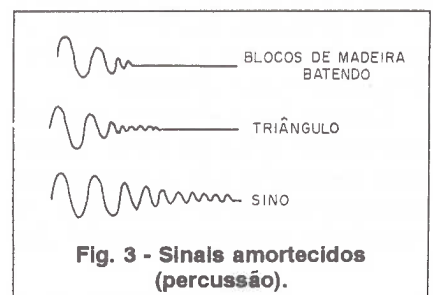 BLOCOS DE MADEIRA
BATENDO
TRIÂNGULO
SINO
Fig. 3 - Sinais amortecidos
(percussão).